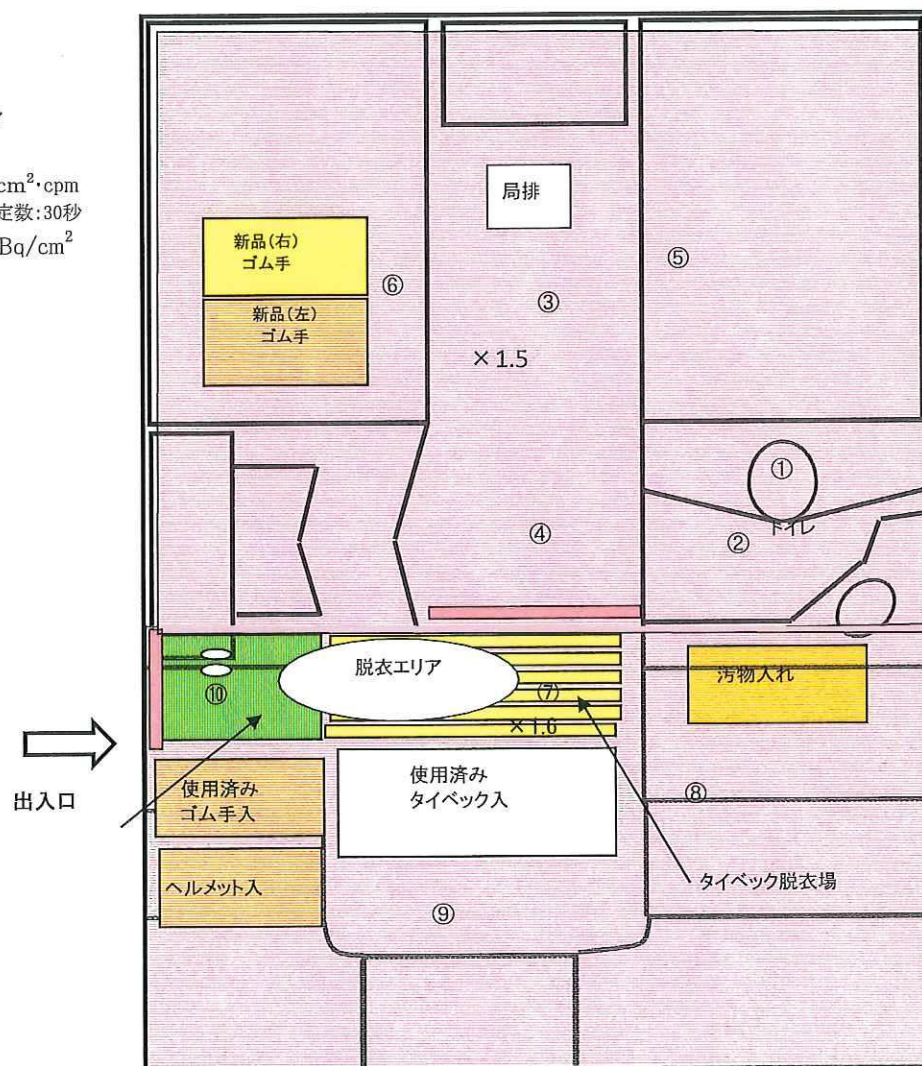 cm²・cpm
定数:30秒
Bq/cm²
局排
新品(右)
ゴム手
⑥
新品(左)
ゴム手
③
⑤
×1.5
①
トイレ
④
②
脱衣エリア
⑩
(7)
×1.6
汚物入れ
出入口
使用済み
ゴム手入
使用済み
タイベック入
⑧
ヘルメット入
タイベック脱衣場
⑨